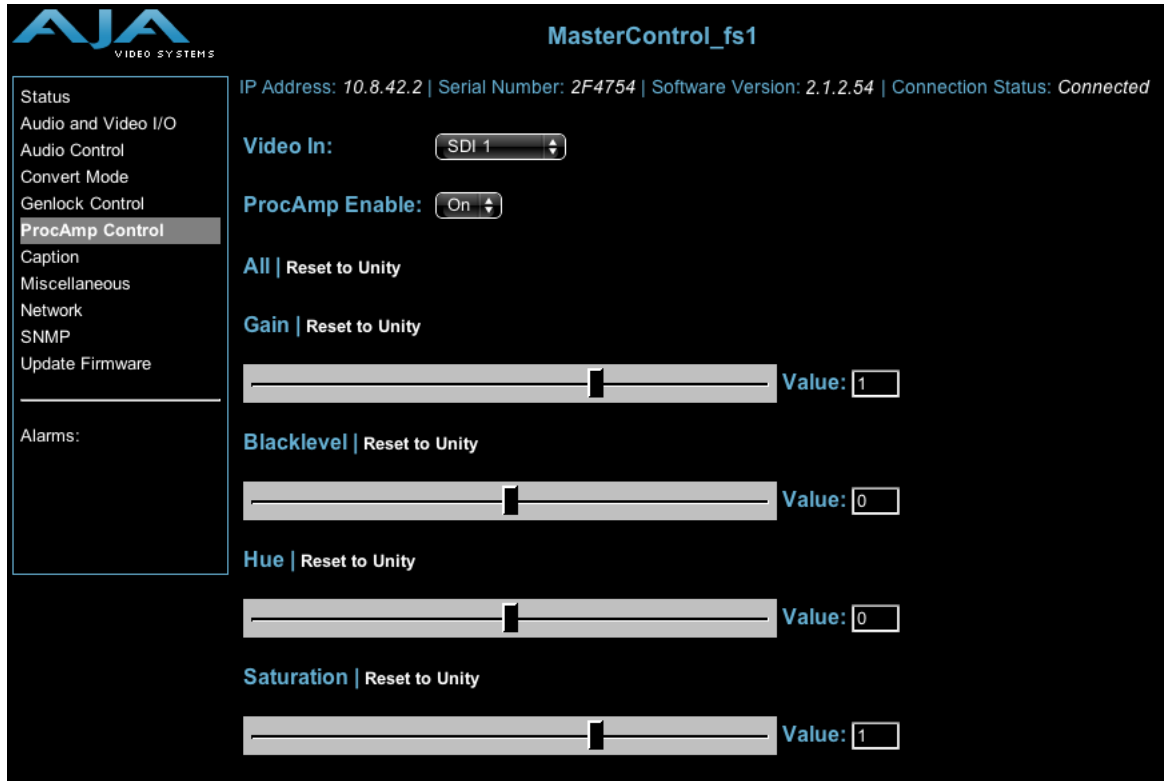 AJA
VIDEO SYSTEMS
MasterControl_fs1
IP Address: 10.8.42.2 | Serial Number: 2F4754 | Software Version: 2.1.2.54 | Connection Status: Connected
Status
Audio and Video I/O
Audio Control
Convert Mode
Genlock Control
ProcAmp Control
Caption
Miscellaneous
Network
SNMP
Update Firmware
Alarms:
Video In: SDI 1
ProcAmp Enable: On
All | Reset to Unity
Gain | Reset to Unity
Value: 1
Blacklevel | Reset to Unity
Value: 0
Hue | Reset to Unity
Value: 0
Saturation | Reset to Unity
Value: 1